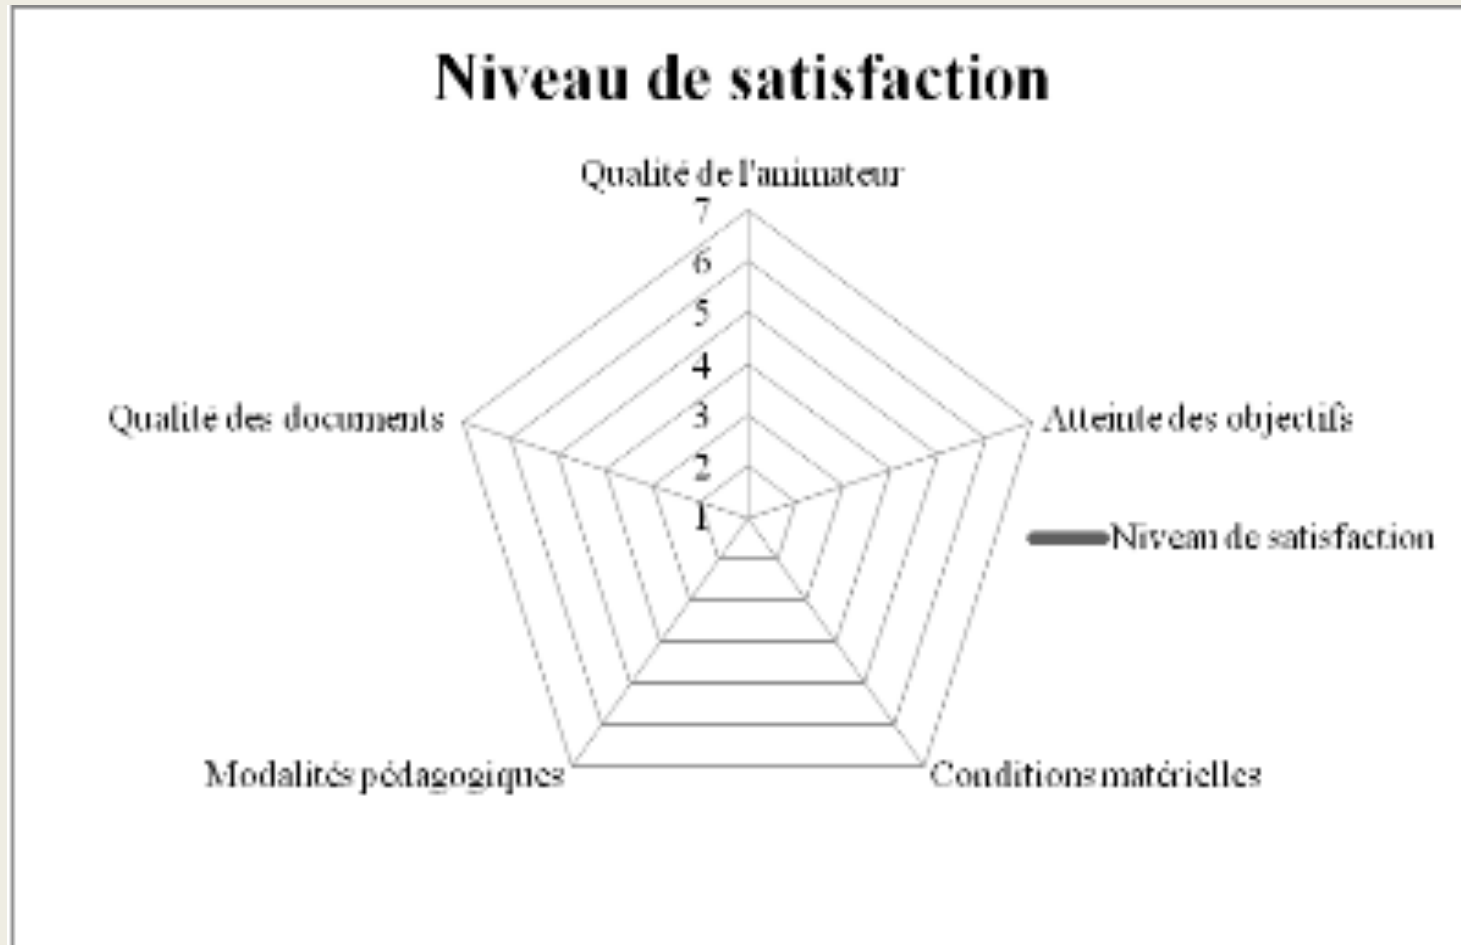 Niveau de satisfaction
Qualité de l'animateur
7
6
5
4
3
2
1
Qualité des documents
Atteinte des objectifs
Niveau de satisfaction
Modalités pédagogiques
Conditions matérielles